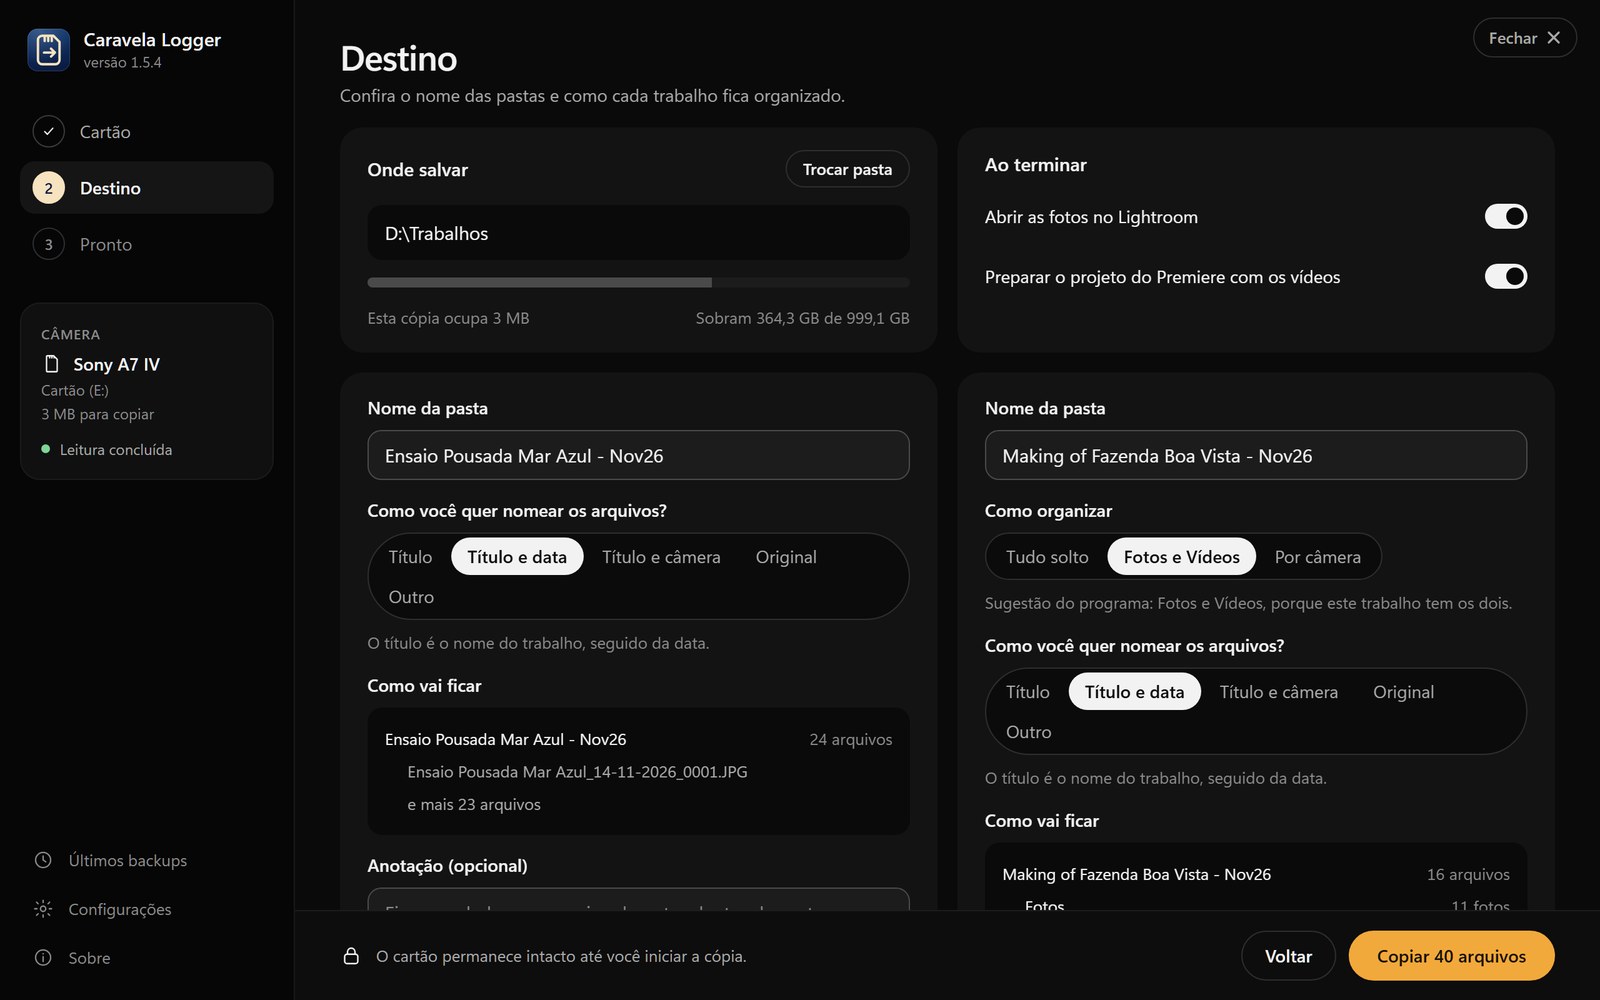 Caravela Logger
versão 1.5.4
Cartão
2 Destino
3 Pronto
CÂMERA
Sony A7 IV
Cartão (E:)
3 MB para copiar
Leitura concluída
Últimos backups
Configurações
Sobre
Fechar
Destino
Confira o nome das pastas e como cada trabalho fica organizado.
Onde salvar
Trocar pasta
D:\Trabalhos
Esta cópia ocupa 3 MB
Sobram 364,3 GB de 999,1 GB
Ao terminar
Abrir as fotos no Lightroom
Preparar o projeto do Premiere com os vídeos
Nome da pasta
Ensaio Pousada Mar Azul - Nov26
Como você quer nomear os arquivos?
Título Título e data Título e câmera Original
Outro
O título é o nome do trabalho, seguido da data.
Como vai ficar
Ensaio Pousada Mar Azul - Nov26 24 arquivos
Ensaio Pousada Mar Azul_14-11-2026_0001.JPG
e mais 23 arquivos
Anotação (opcional)
Nome da pasta
Making of Fazenda Boa Vista - Nov26
Como organizar
Tudo solto Fotos e Vídeos Por câmera
Sugestão do programa: Fotos e Vídeos, porque este trabalho tem os dois.
Como você quer nomear os arquivos?
Título Título e data Título e câmera Original
Outro
O título é o nome do trabalho, seguido da data.
Como vai ficar
Making of Fazenda Boa Vista - Nov26 16 arquivos
Fotos 11 fotos
O cartão permanece intacto até você iniciar a cópia.
Voltar
Copiar 40 arquivos